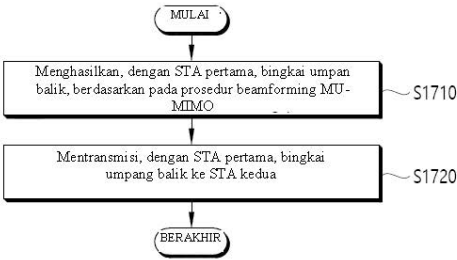 MULAI
Menghasilkan, dengan STA pertama, bingkai umpan
balik, berdasarkan pada prosedur beamforming MU-
MIMO
S1710
Mentransmisi, dengan STA pertama, bingkai
umpang balik ke STA kedua
S1720
BERAKHIR